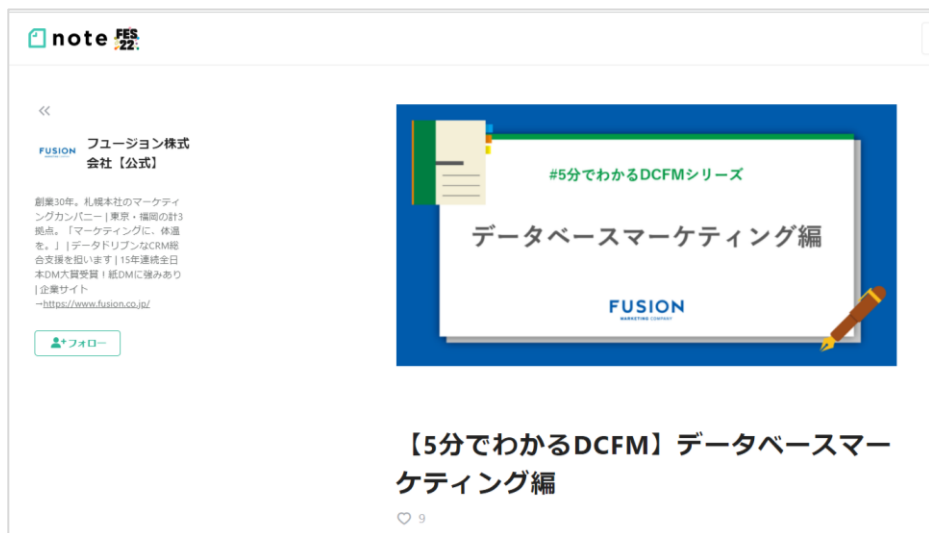 note FES 22
フュージョン株式
会社【公式】
FUSION
創業30年。札幌本社のマーケティ
ングカンパニー | 東京・福岡の計3
拠点。「マーケティングに、体温
を。」 | データドリブンなCRM総
合支援を担います | 15年連続全日
本DM大賞受賞！紙DMに強みあり
| 企業サイト
→https://www.fusion.co.jp/
フォロー
#5分でわかるDCFMシリーズ
データベースマーケティング編
FUSION
MARKETING COMPANY
【5分でわかるDCFM】データベースマー
ケティング編
9